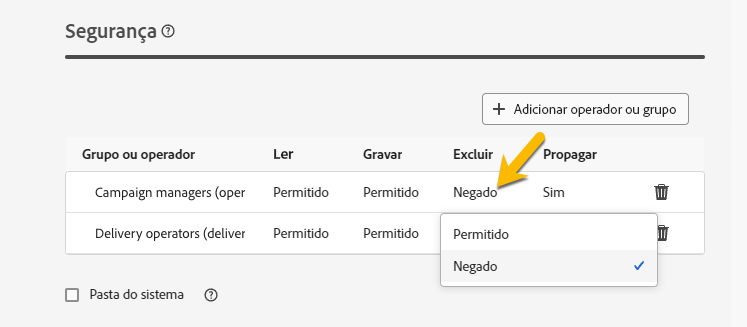 Segurança
Adicionar operador ou grupo
Grupo ou operador Ler Gravar Excluir Propagar
Campaign managers (oper Permitido Permitido Negado Sim
Delivery operators (deliver Permitido Permitido
Permitido
Negado
Pasta do sistema